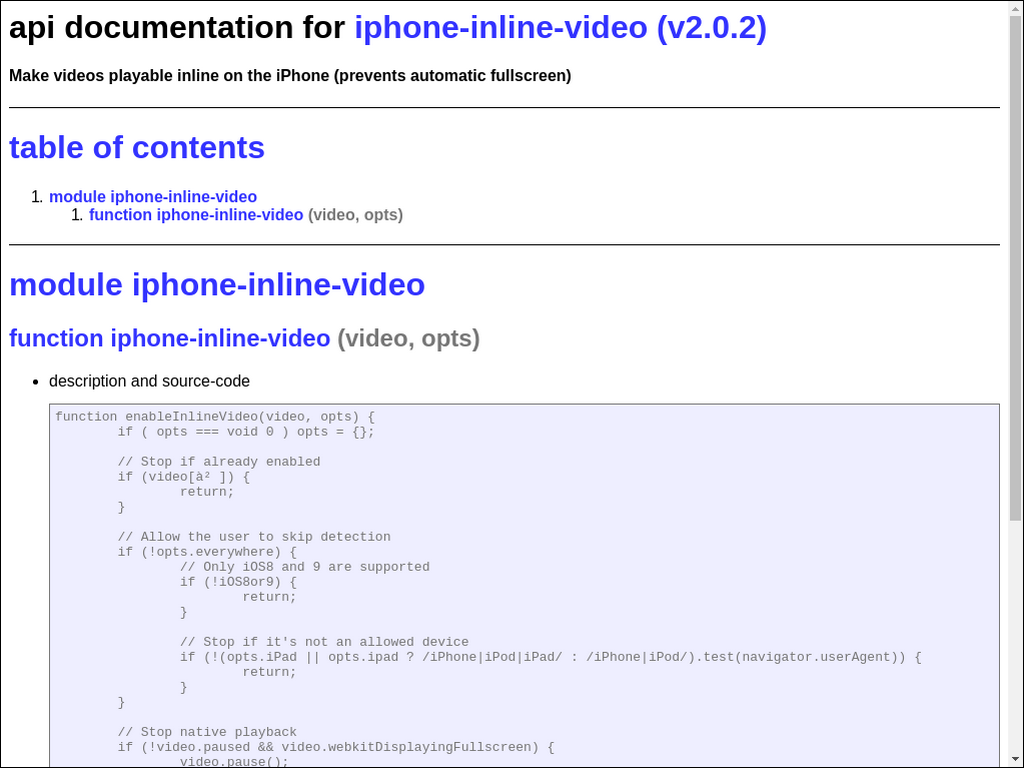 api documentation for iphone-inline-video (v2.0.2)
Make videos playable inline on the iPhone (prevents automatic fullscreen)
table of contents
1. module iphone-inline-video
1. function iphone-inline-video (video, opts)
module iphone-inline-video
function iphone-inline-video (video, opts)
• description and source-code
function enableInlineVideo(video, opts) {
if ( opts === void 0 ) opts = {};
// Stop if already enabled
if (video[à² ]) {
return;
}
// Allow the user to skip detection
if (!opts.everywhere) {
// Only iOS8 and 9 are supported
if (!iOS8or9) {
return;
}
// Stop if it's not an allowed device
if (!(opts.iPad || opts.ipad ? /iPhone|iPod|iPad/ : /iPhone|iPod/).test(navigator.userAgent)) {
return;
}
}
// Stop native playback
if (!video.paused && video.webkitDisplayingFullscreen) {
video.pause();